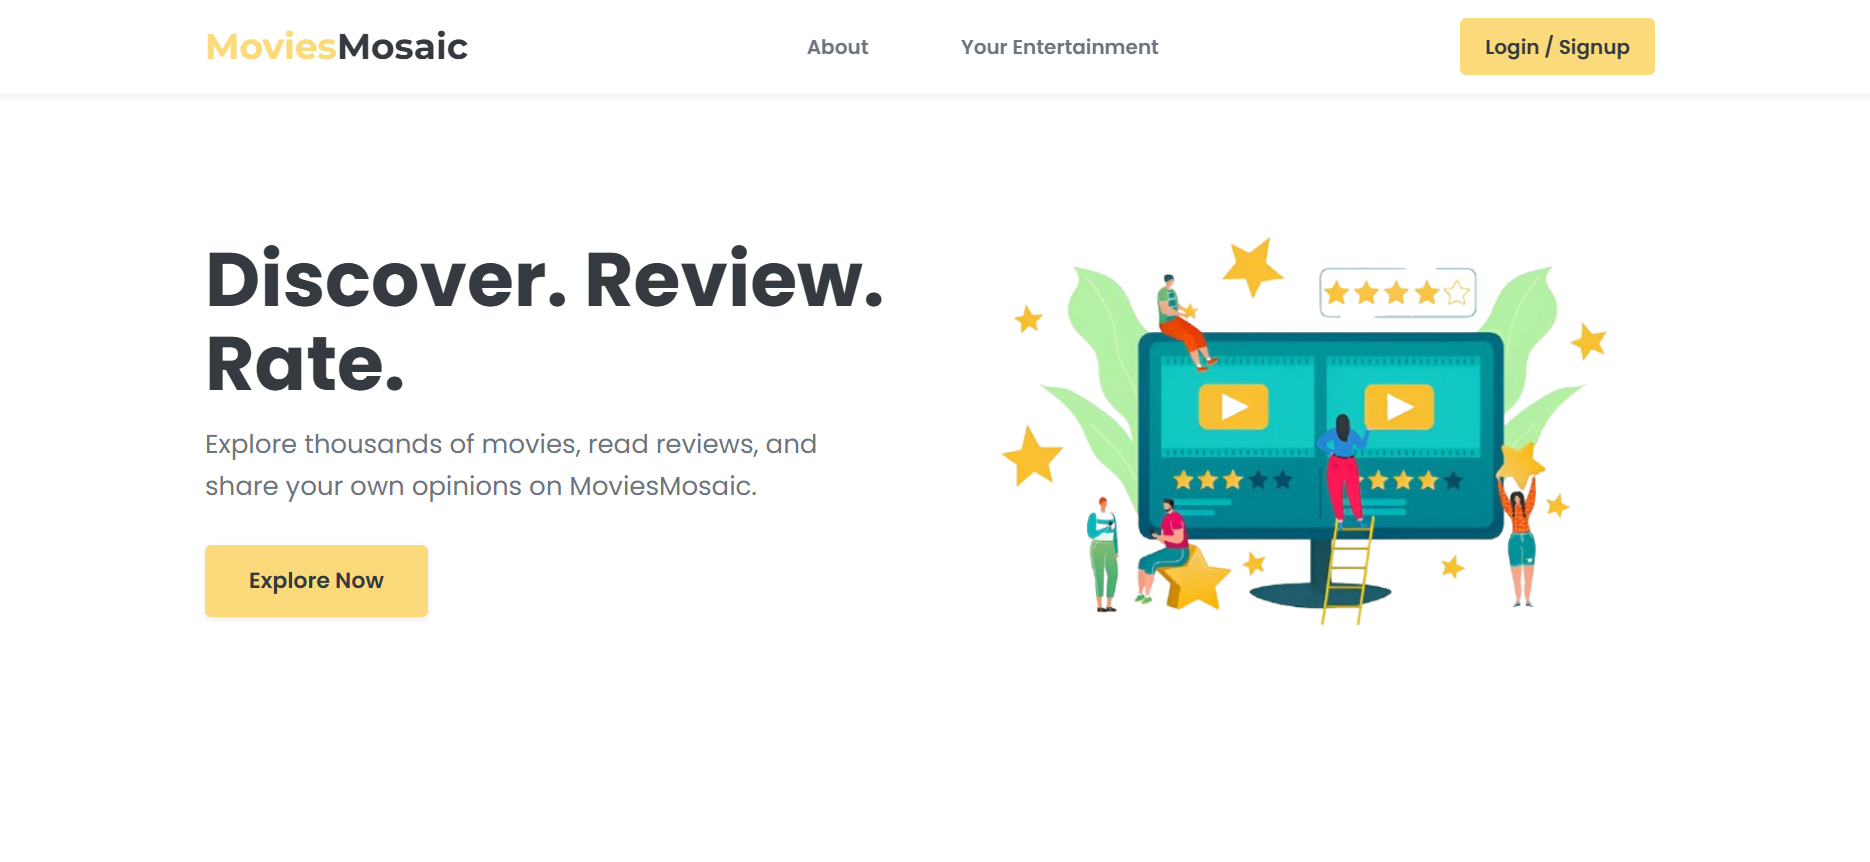 MoviesMosaic
About
Your Entertainment
Login / Signup
Discover. Review.
Rate.
Explore thousands of movies, read reviews, and
share your own opinions on MoviesMosaic.
Explore Now